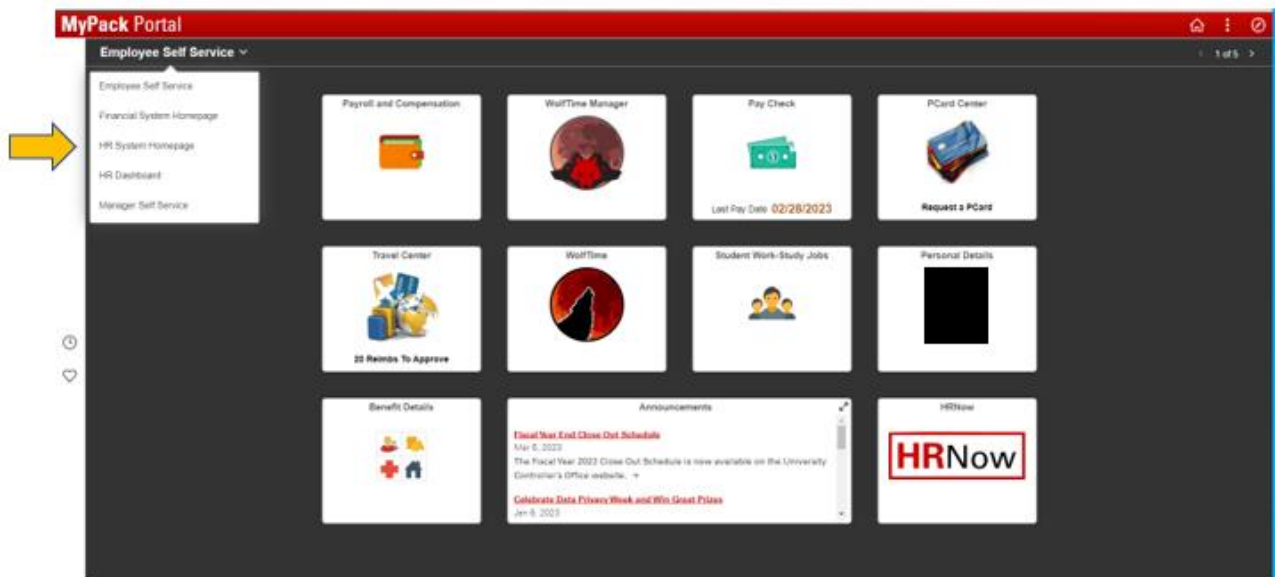 MyPack Portal
Employee Self Service
1 of 5
Employee Self Service
Financial System Homepage
HR System Homepage
HR Dashboard
Manager Self Service
Payroll and Compensation
WolfTime Manager
Pay Check
Last Pay Date 02/28/2023
PCard Center
Request a PCard
Travel Center
20 Reimbs To Approve
WolfTime
Student Work-Study Jobs
Personal Details
Benefit Details
Announcements
Fiscal Year End Close Out Schedule
Mar 6, 2023
The Fiscal Year 2023 Close Out Schedule is now available on the University
Controller's Office website. →
Celebrate Data Privacy Week and Win Great Prizes
Jan 6, 2023
HRNow
HRNow